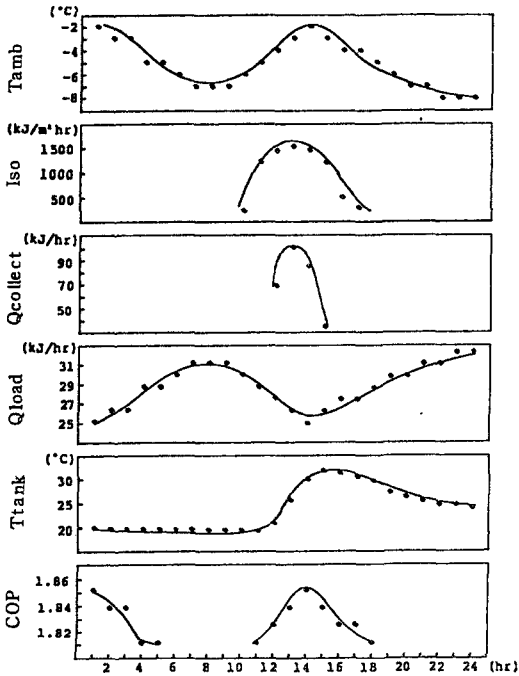 (°C)
Tamb
-2
-4
-6
-8
(kJ/m²hr)
Iso
1500
1000
500
(kJ/hr)
Qcollect
90
70
50
(kJ/hr)
Qload
31
29
27
25
(°C)
Ttank
30
25
20
COP
1.86
1.84
1.82
2 4 6 8 10 12 14 16 18 20 22 24 (hr)